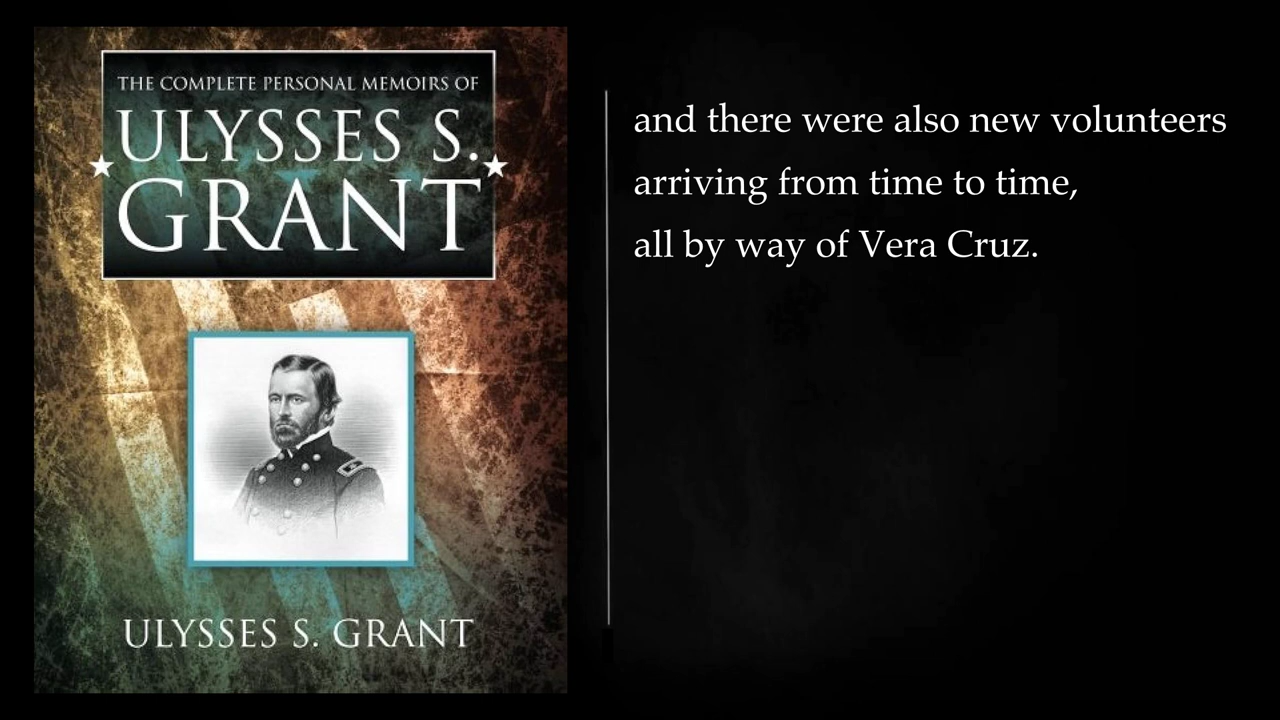 THE COMPLETE PERSONAL MEMOIRS OF
ULYSSES S.
GRANT
ULYSSES S. GRANT
and there were also new volunteers
arriving from time to time,
all by way of Vera Cruz.